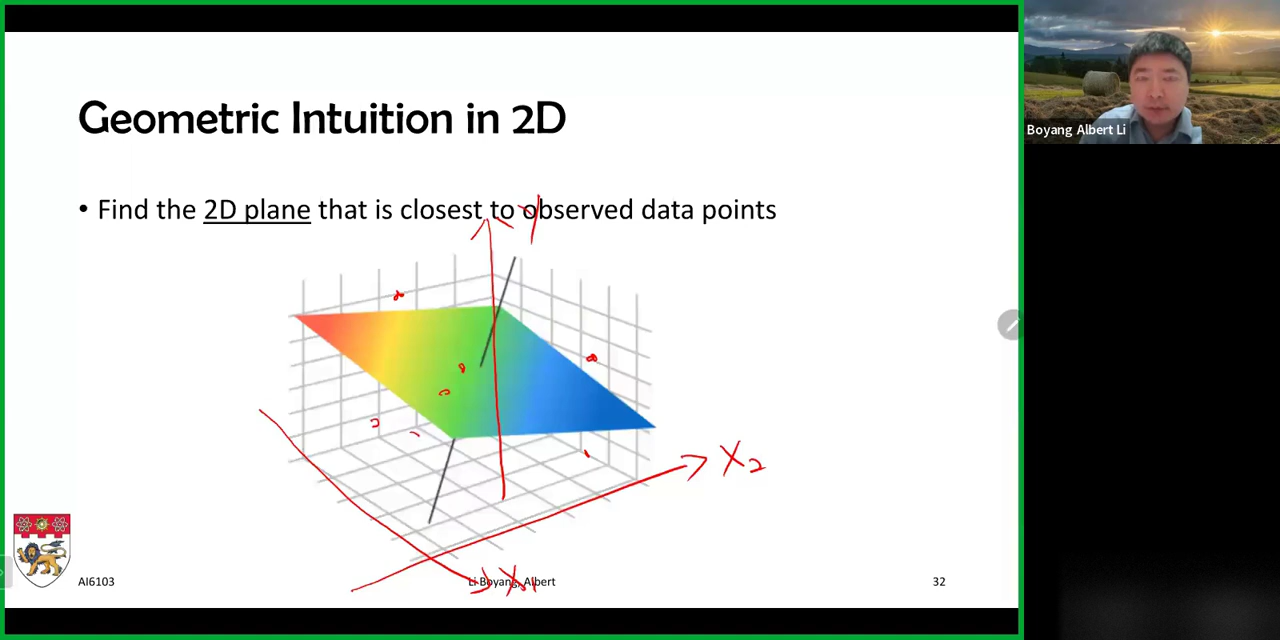 Geometric Intuition in 2D
• Find the 2D plane that is closest to observed data points
Y
X2
X1
AI6103
Li Boyang, Albert
32
Boyang Albert Li